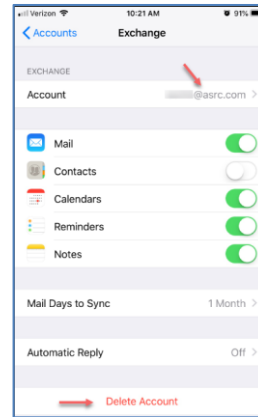 Verizon 10:21 AM 91%
Accounts Exchange
EXCHANGE
Account @asrc.com
Mail
Contacts
Calendars
Reminders
Notes
Mail Days to Sync 1 Month
Automatic Reply Off
Delete Account